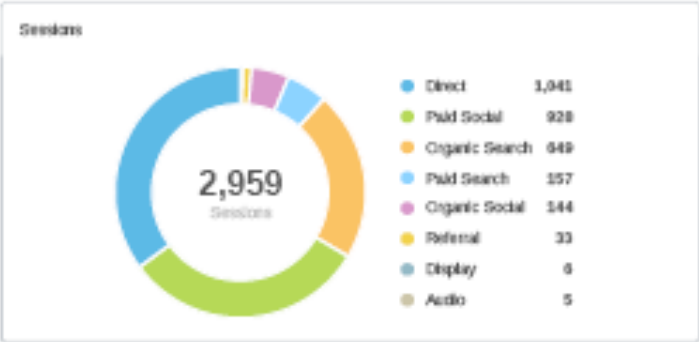 Sessions
2,959
Sessions
Direct 1,041
Paid Social
Organic Search 649
Paid Search 157
Organic Social 144
Referral 33
Display 6
Audio 5